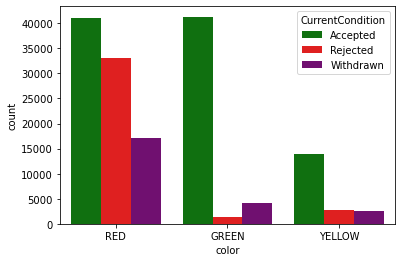 CurrentCondition
Accepted
Rejected
Withdrawn
40000
35000
30000
25000
20000
15000
10000
5000
0
count
RED GREEN YELLOW
color